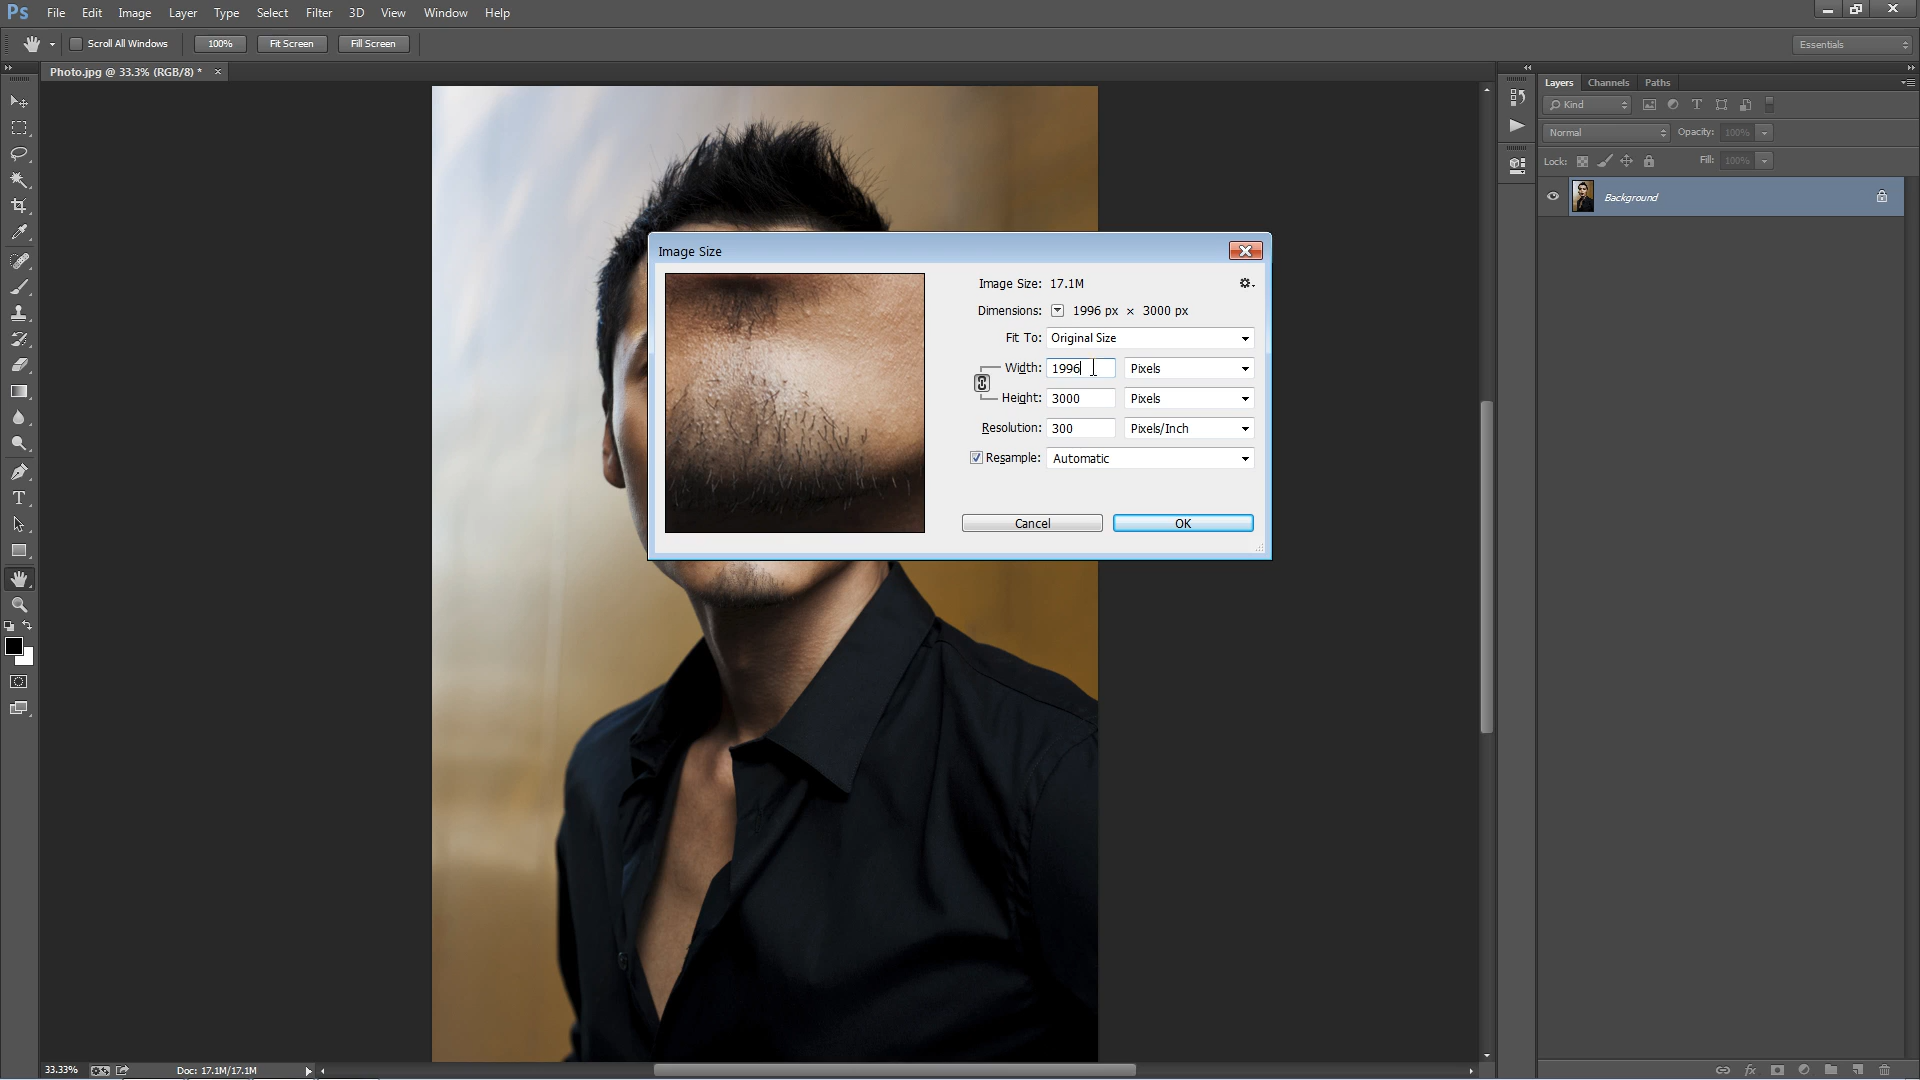 Ps File Edit Image Layer Type Select Filter 3D View Window Help
Scroll All Windows 100% Fit Screen Fill Screen Essentials
Photo.jpg @ 33.3% (RGB/8) * ×
Layers Channels Paths
Kind
Normal Opacity: 100%
Lock: Fill: 100%
Background
Image Size
Image Size: 17.1M
Dimensions: 1996 px × 3000 px
Fit To: Original Size
Width: 1996 Pixels
Height: 3000 Pixels
Resolution: 300 Pixels/Inch
Resample: Automatic
Cancel OK
T
33.33% Doc: 17.1M/17.1M
fx